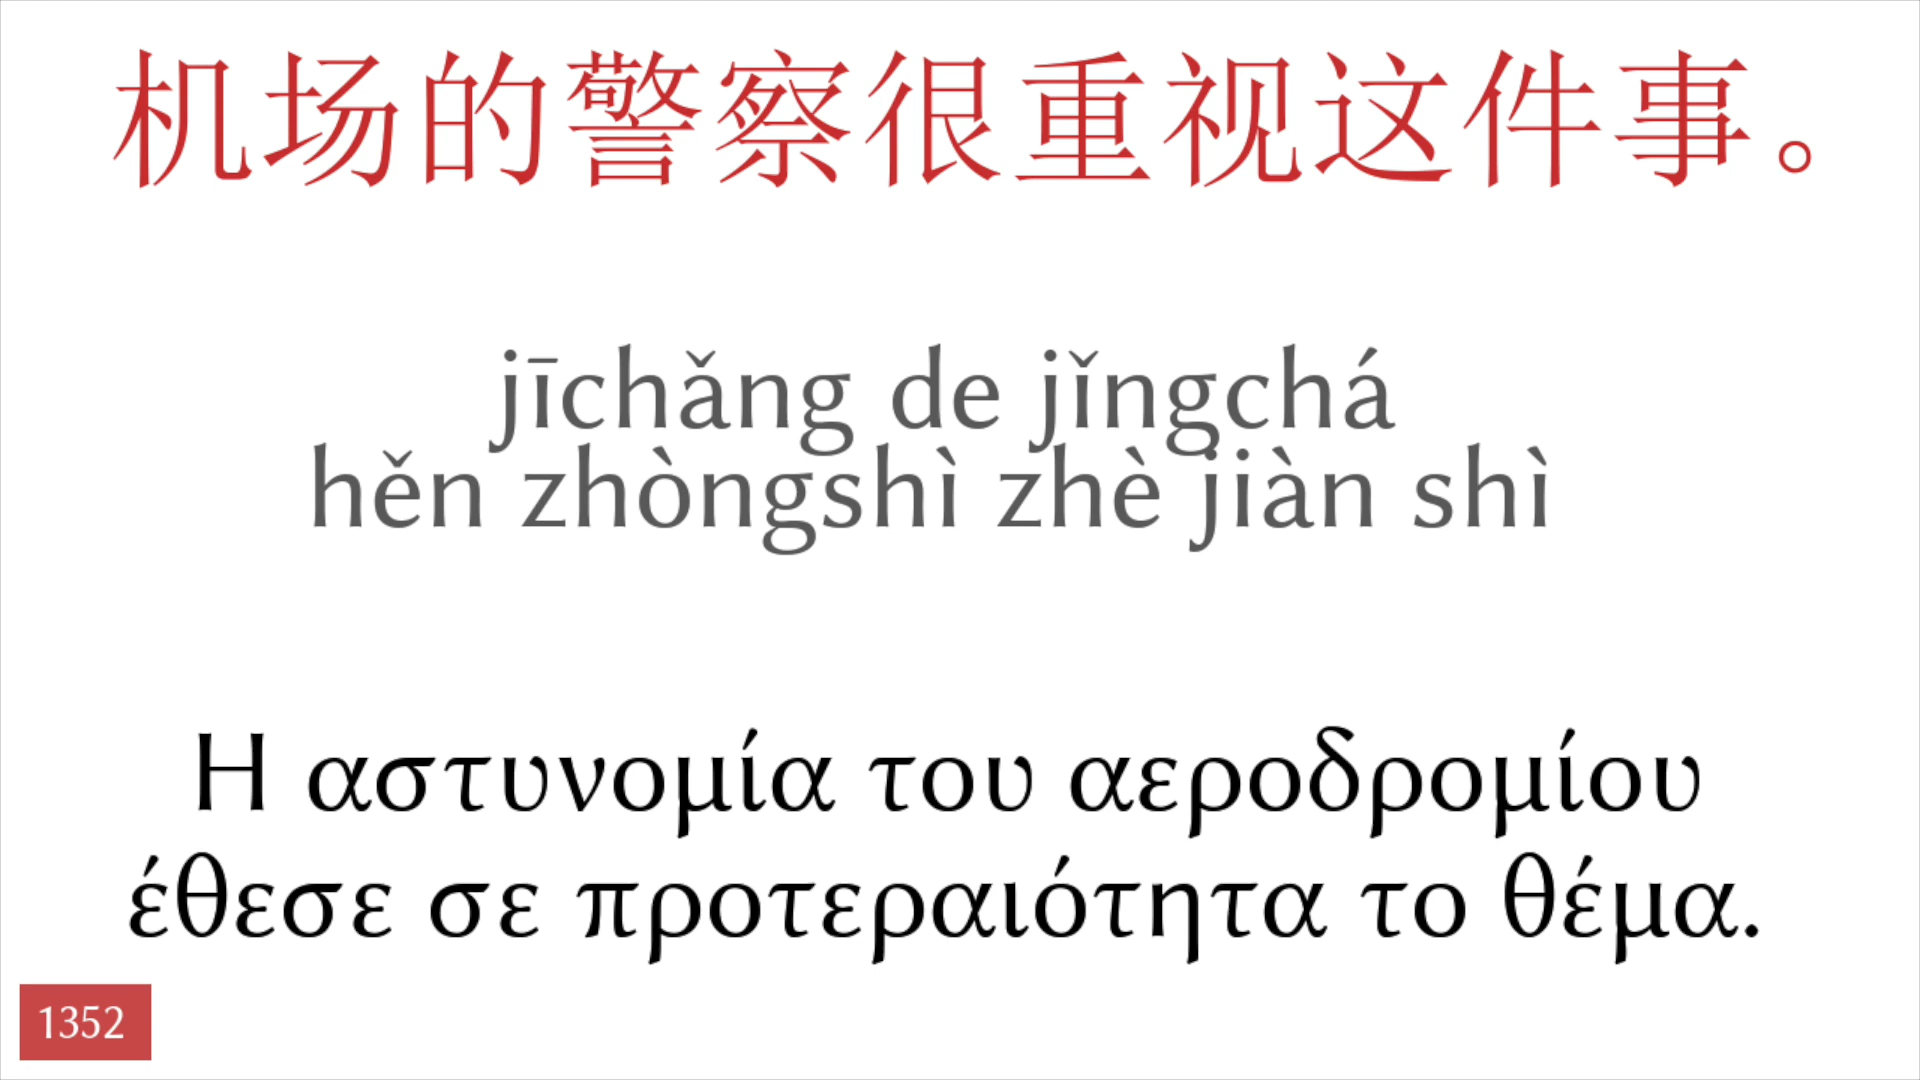 机场的警察很重视这件事。
jīchǎng de jǐngchá
hěn zhòngshì zhè jiàn shì
Η αστυνομία του αεροδρομίου
έθεσε σε προτεραιότητα το θέμα.
1352